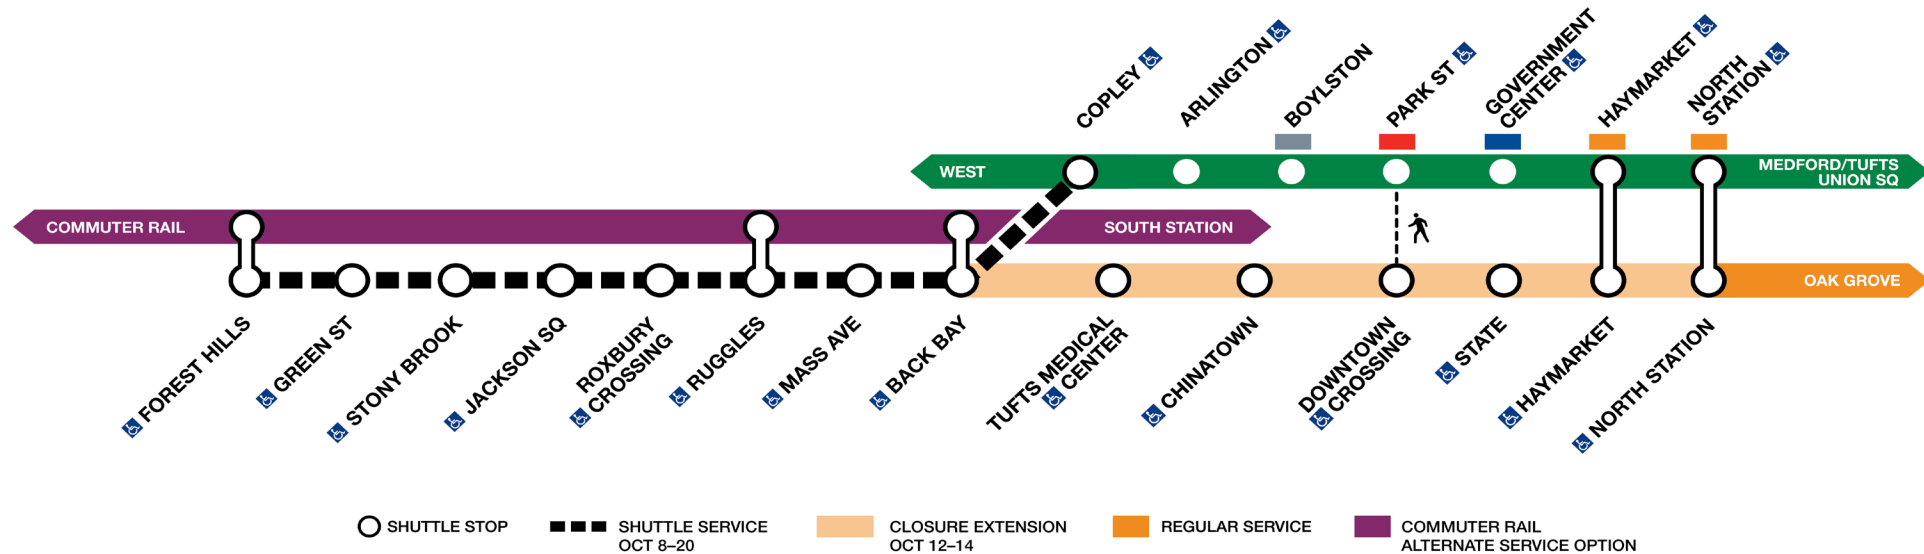 COPLEY
ARLINGTON
BOYLSTON
PARK ST
GOVERNMENT
CENTER
HAYMARKET
NORTH
STATION
WEST
MEDFORD/TUFTS
UNION SQ
COMMUTER RAIL
SOUTH STATION
OAK GROVE
FOREST HILLS
GREEN ST
STONY BROOK
JACKSON SQ
ROXBURY
CROSSING
RUGGLES
MASS AVE
BACK BAY
TUFTS MEDICAL
CENTER
CHINATOWN
DOWNTOWN
CROSSING
STATE
HAYMARKET
NORTH STATION
SHUTTLE STOP
SHUTTLE SERVICE
OCT 8–20
CLOSURE EXTENSION
OCT 12–14
REGULAR SERVICE
COMMUTER RAIL
ALTERNATE SERVICE OPTION